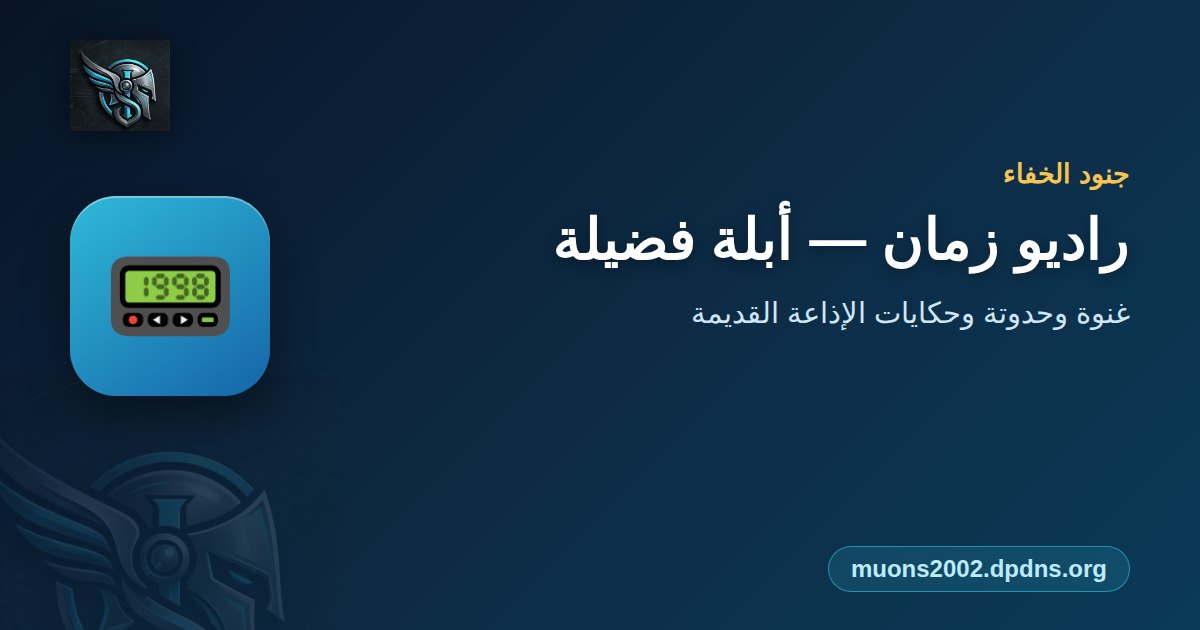 جنود الخفاء
راديو زمان — أبلة فضيلة
غنوة وحدوتة وحكايات الإذاعة القديمة
1998
muons2002.dpdns.org